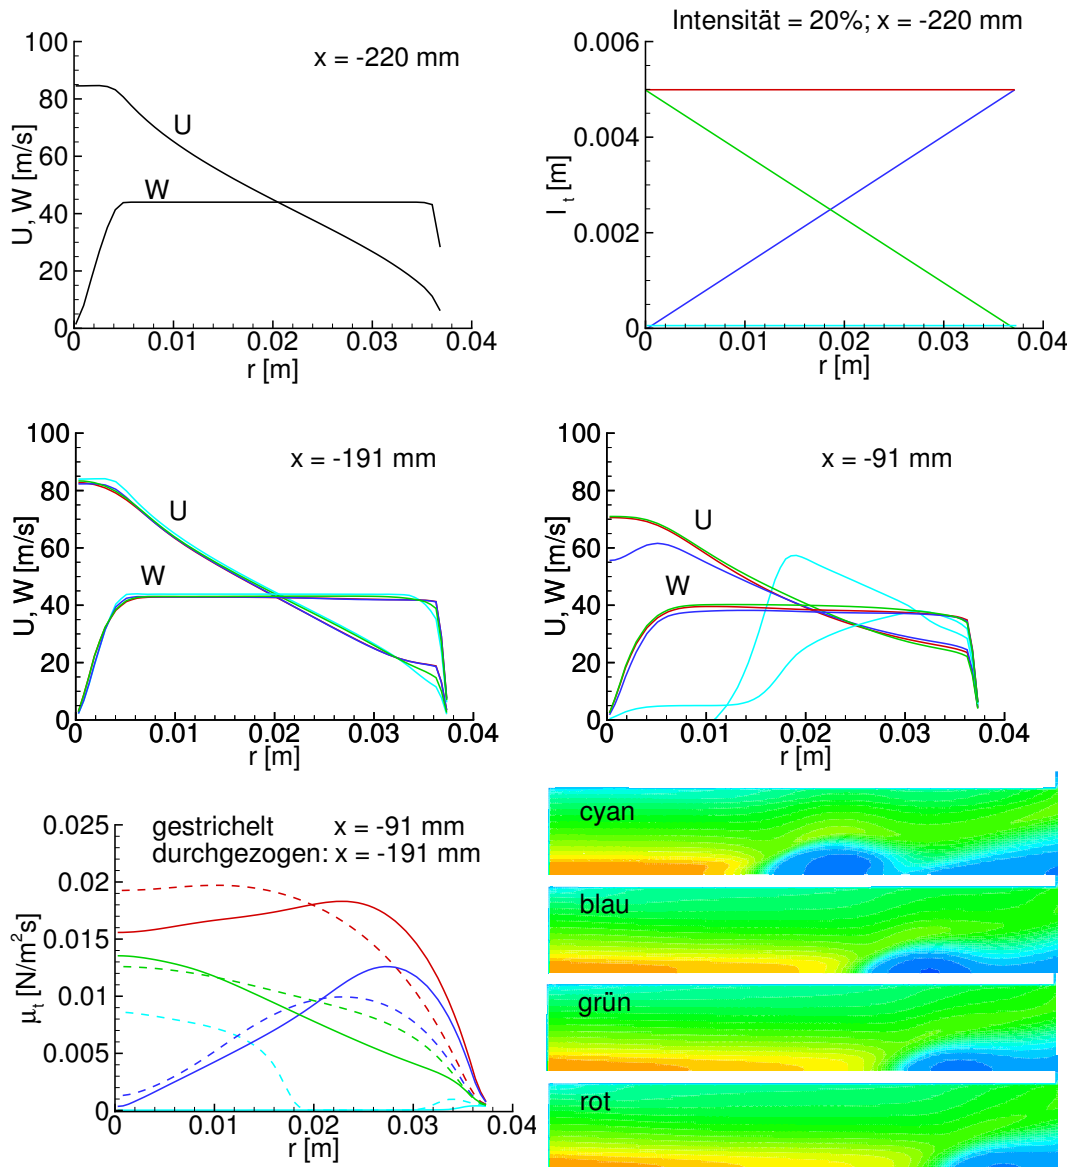 x = -220 mm
U, W [m/s]
100
80
60
40
20
0
U
W
0 0.01 0.02 0.03 0.04
r [m]
Intensität = 20%; x = -220 mm
l t [m]
0.006
0.004
0.002
0
0 0.01 0.02 0.03 0.04
r [m]
x = -191 mm
U, W [m/s]
100
80
60
40
20
0
U
W
0 0.01 0.02 0.03 0.04
r [m]
x = -91 mm
U, W [m/s]
100
80
60
40
20
0
U
W
0 0.01 0.02 0.03 0.04
r [m]
gestrichelt x = -91 mm
durchgezogen: x = -191 mm
μt [N/m²s]
0.025
0.02
0.015
0.01
0.005
0
0 0.01 0.02 0.03 0.04
r [m]
cyan
blau
grün
rot